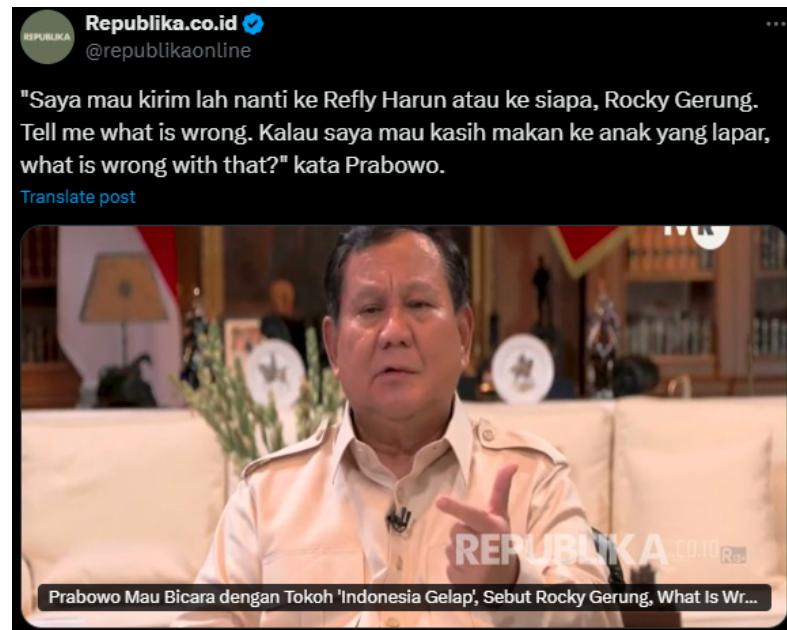 REPUBLIKA
Republika.co.id
@republikaonline
"Saya mau kirim lah nanti ke Refly Harun atau ke siapa, Rocky Gerung.
Tell me what is wrong. Kalau saya mau kasih makan ke anak yang lapar,
what is wrong with that?" kata Prabowo.
Translate post
REPUBLIKA.CO.ID
Prabowo Mau Bicara dengan Tokoh 'Indonesia Gelap', Sebut Rocky Gerung, What Is Wr...